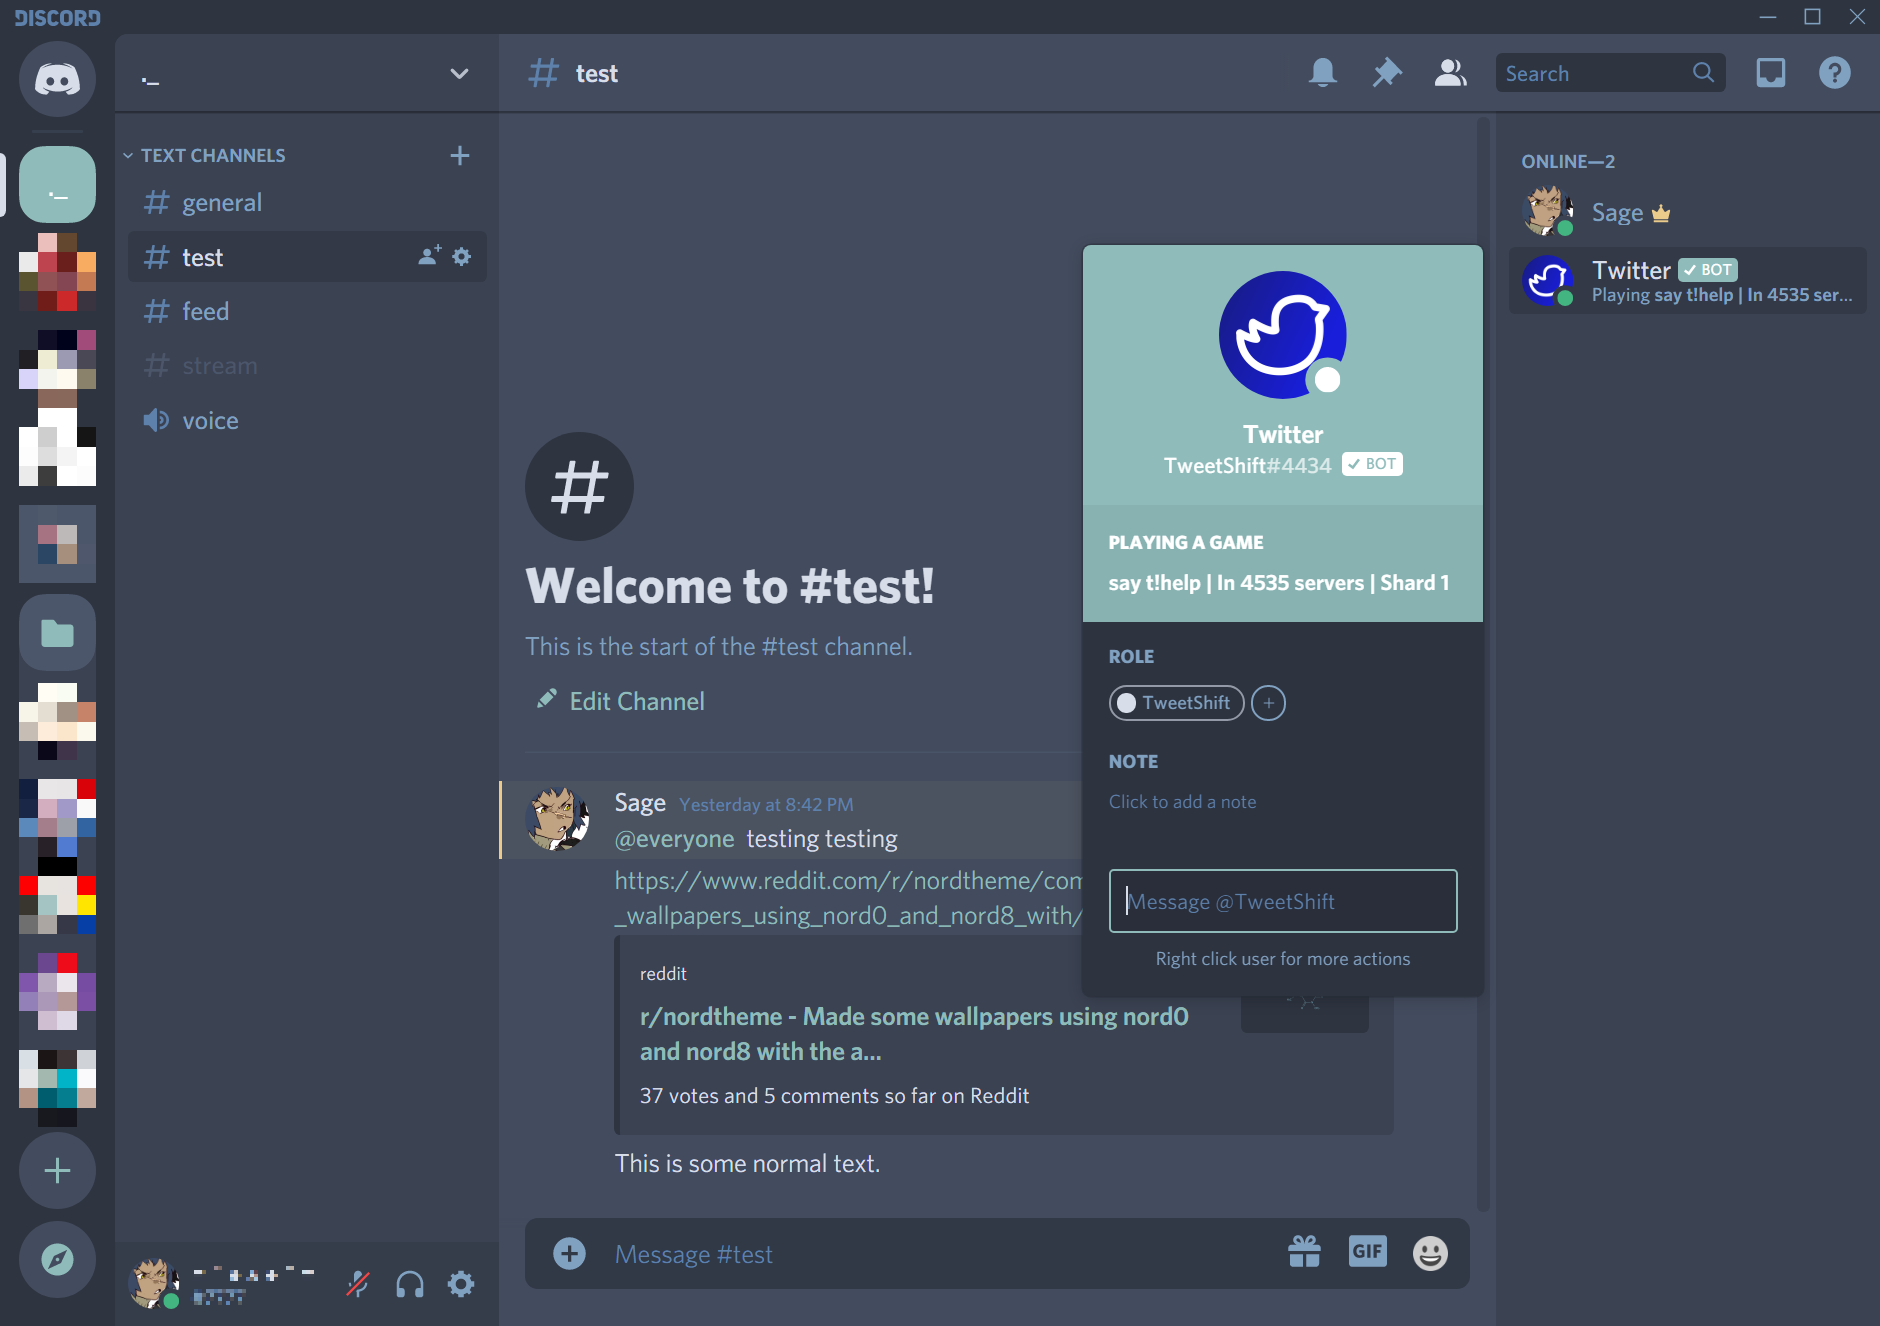 DISCORD
._
test
Search
TEXT CHANNELS
general
test
feed
stream
voice
._
Welcome to #test!
This is the start of the #test channel.
Edit Channel
Sage Yesterday at 8:42 PM
@everyone testing testing
https://www.reddit.com/r/nordtheme/com
_wallpapers_using_nord0_and_nord8_with/
reddit
r/nordtheme - Made some wallpapers using nord0
and nord8 with the a...
37 votes and 5 comments so far on Reddit
This is some normal text.
Message #test
GIF
Twitter
TweetShift#4434 BOT
PLAYING A GAME
say t!help | In 4535 servers | Shard 1
ROLE
TweetShift
NOTE
Click to add a note
Message @TweetShift
Right click user for more actions
ONLINE—2
Sage
Twitter BOT
Playing say t!help | In 4535 ser...